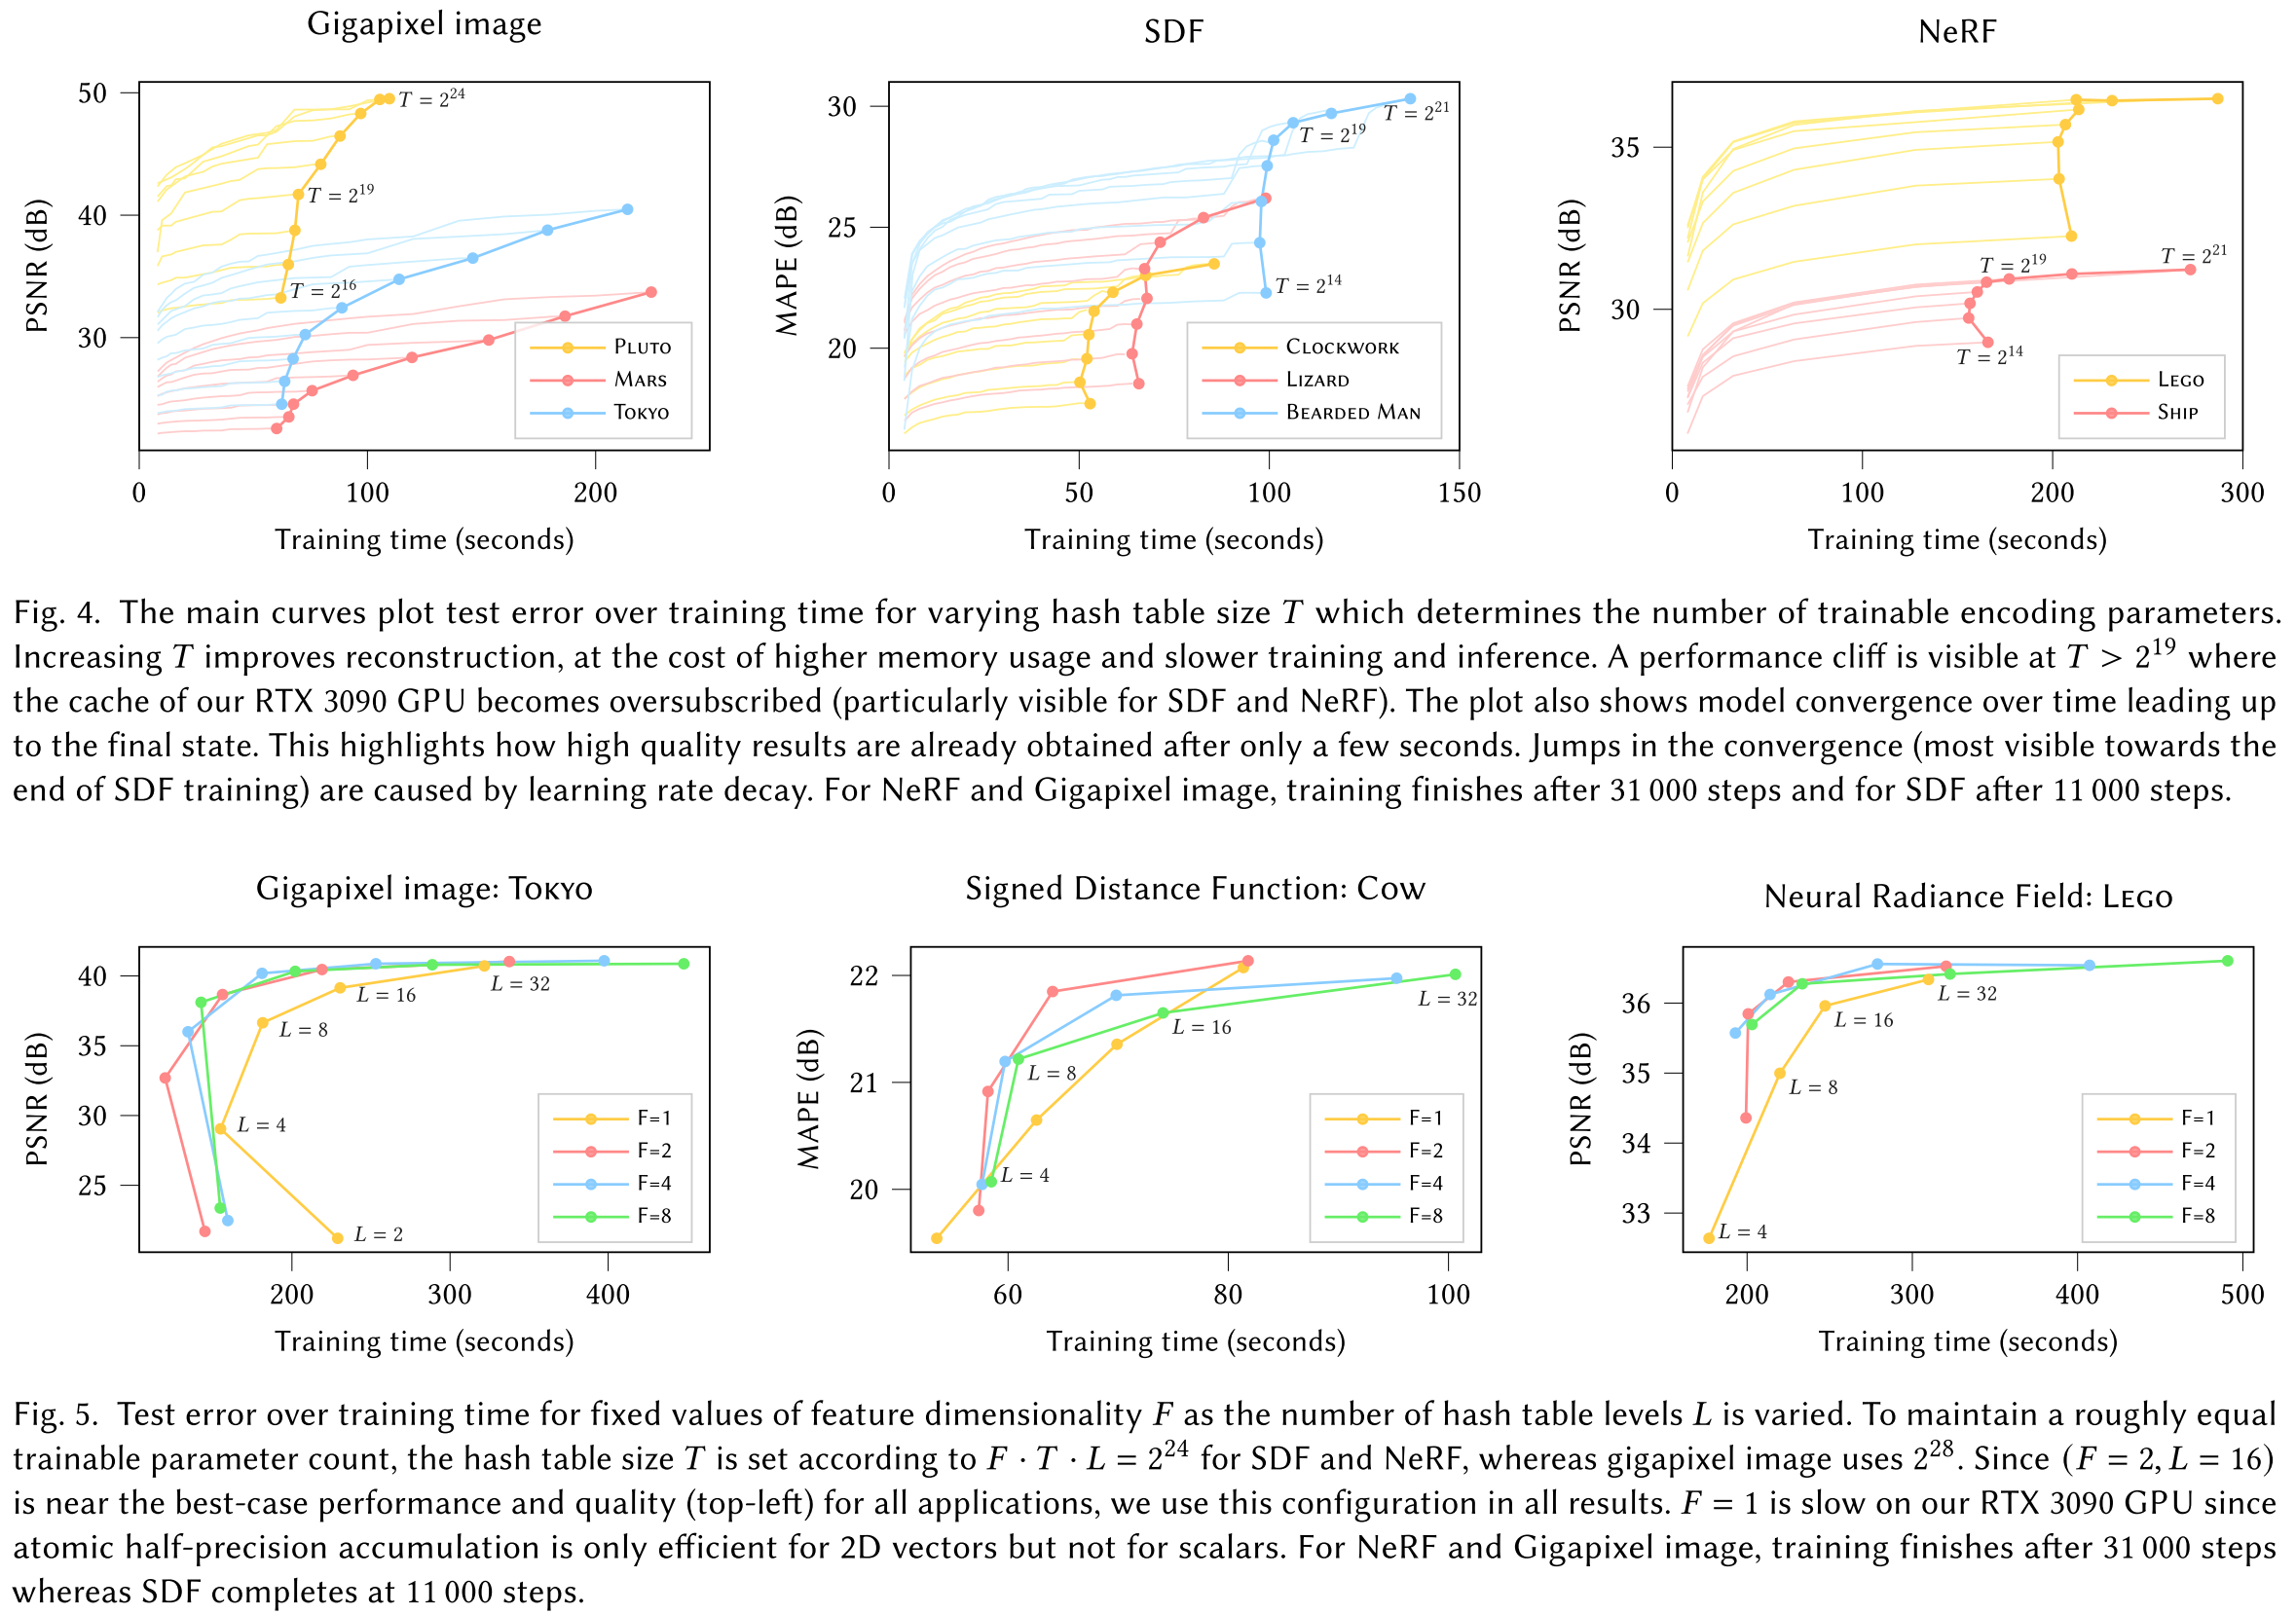 Gigapixel image
50
40
30
PSNR (dB)
T = 2^24
T = 2^19
T = 2^16
Pluto
Mars
Tokyo
0 100 200
Training time (seconds)
SDF
30
25
20
MAPE (dB)
T = 2^21
T = 2^19
T = 2^14
Clockwork
Lizard
Bearded Man
0 50 100 150
Training time (seconds)
NeRF
35
30
PSNR (dB)
T = 2^21
T = 2^19
T = 2^14
Lego
Ship
0 100 200 300
Training time (seconds)
Fig. 4. The main curves plot test error over training time for varying hash table size T which determines the number of trainable encoding parameters.
Increasing T improves reconstruction, at the cost of higher memory usage and slower training and inference. A performance cliff is visible at T > 2^19 where
the cache of our RTX 3090 GPU becomes oversubscribed (particularly visible for SDF and NeRF). The plot also shows model convergence over time leading up
to the final state. This highlights how high quality results are already obtained after only a few seconds. Jumps in the convergence (most visible towards the
end of SDF training) are caused by learning rate decay. For NeRF and Gigapixel image, training finishes after 31 000 steps and for SDF after 11 000 steps.
Gigapixel image: Tokyo
40
35
30
25
PSNR (dB)
L = 32
L = 16
L = 8
L = 4
L = 2
F=1
F=2
F=4
F=8
200 300 400
Training time (seconds)
Signed Distance Function: Cow
22
21
20
MAPE (dB)
L = 32
L = 16
L = 8
L = 4
F=1
F=2
F=4
F=8
60 80 100
Training time (seconds)
Neural Radiance Field: Lego
36
35
34
33
PSNR (dB)
L = 32
L = 16
L = 8
L = 4
F=1
F=2
F=4
F=8
200 300 400 500
Training time (seconds)
Fig. 5. Test error over training time for fixed values of feature dimensionality F as the number of hash table levels L is varied. To maintain a roughly equal
trainable parameter count, the hash table size T is set according to F · T · L = 2^24 for SDF and NeRF, whereas gigapixel image uses 2^28. Since (F = 2, L = 16)
is near the best-case performance and quality (top-left) for all applications, we use this configuration in all results. F = 1 is slow on our RTX 3090 GPU since
atomic half-precision accumulation is only efficient for 2D vectors but not for scalars. For NeRF and Gigapixel image, training finishes after 31 000 steps
whereas SDF completes at 11 000 steps.